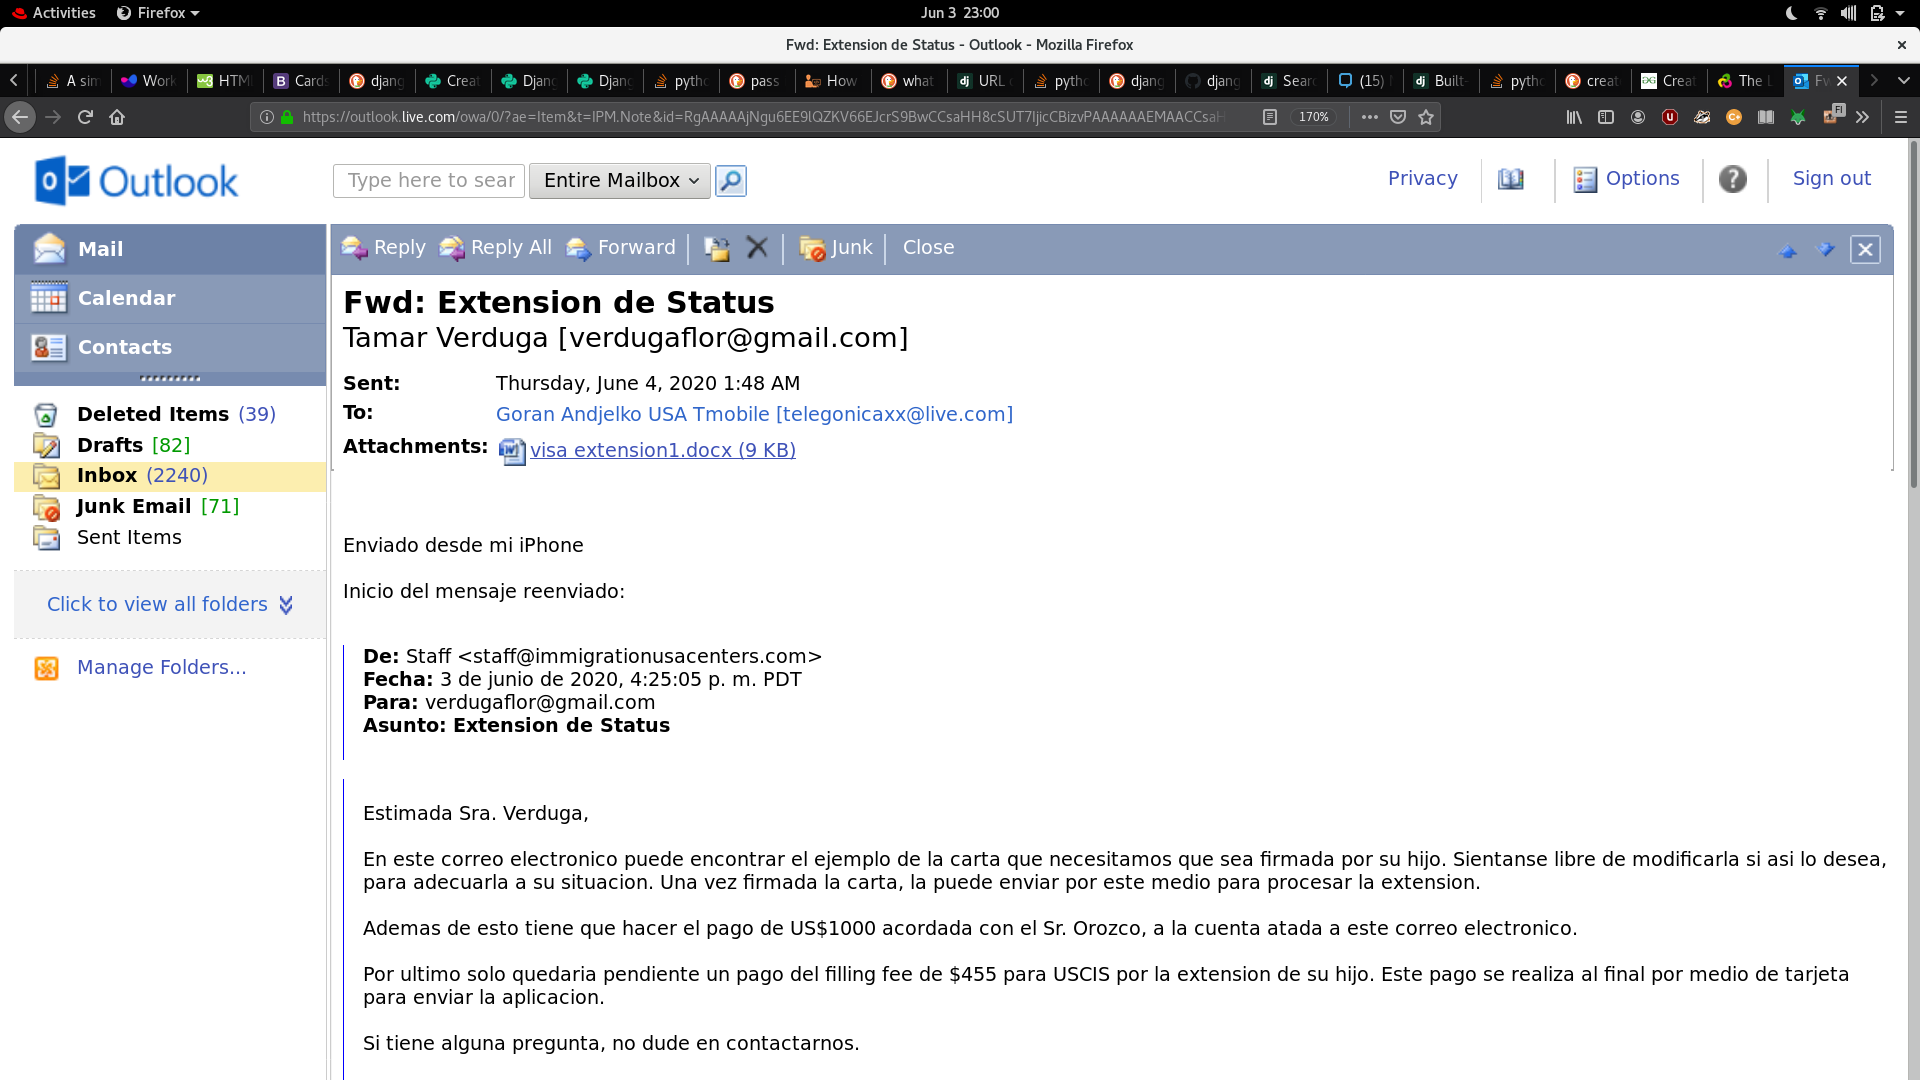 Activities Firefox Jun 3 23:00
Fwd: Extension de Status - Outlook - Mozilla Firefox
A sim Work HTM Cards djang Creat Djang Djang pytho pass How what URL pytho djang djang Searc (15) Built- pytho creat Creat The L Fw
https://outlook.live.com/owa/0/?ae=Item&t=IPM.Note&id=RgAAAAAjNgu6EE9lQZKV66EJcrS9BwCCsaHH8cSUT7IjicCBizvPAAAAAAEMAACCsaH 170%
Outlook Type here to sear Entire Mailbox Privacy Options Sign out
Mail
Calendar
Contacts
Deleted Items (39)
Drafts [82]
Inbox (2240)
Junk Email [71]
Sent Items
Click to view all folders
Manage Folders...
Reply Reply All Forward Junk Close
Fwd: Extension de Status
Tamar Verduga [verdugaflor@gmail.com]
Sent: Thursday, June 4, 2020 1:48 AM
To: Goran Andjelko USA Tmobile [telegonicaxx@live.com]
Attachments: visa extension1.docx (9 KB)
Enviado desde mi iPhone
Inicio del mensaje reenviado:
De: Staff <staff@immigrationusacenters.com>
Fecha: 3 de junio de 2020, 4:25:05 p. m. PDT
Para: verdugaflor@gmail.com
Asunto: Extension de Status
Estimada Sra. Verduga,
En este correo electronico puede encontrar el ejemplo de la carta que necesitamos que sea firmada por su hijo. Sientanse libre de modificarla si asi lo desea,
para adecuarla a su situacion. Una vez firmada la carta, la puede enviar por este medio para procesar la extension.
Ademas de esto tiene que hacer el pago de US$1000 acordada con el Sr. Orozco, a la cuenta atada a este correo electronico.
Por ultimo solo quedaria pendiente un pago del filling fee de $455 para USCIS por la extension de su hijo. Este pago se realiza al final por medio de tarjeta
para enviar la aplicacion.
Si tiene alguna pregunta, no dude en contactarnos.